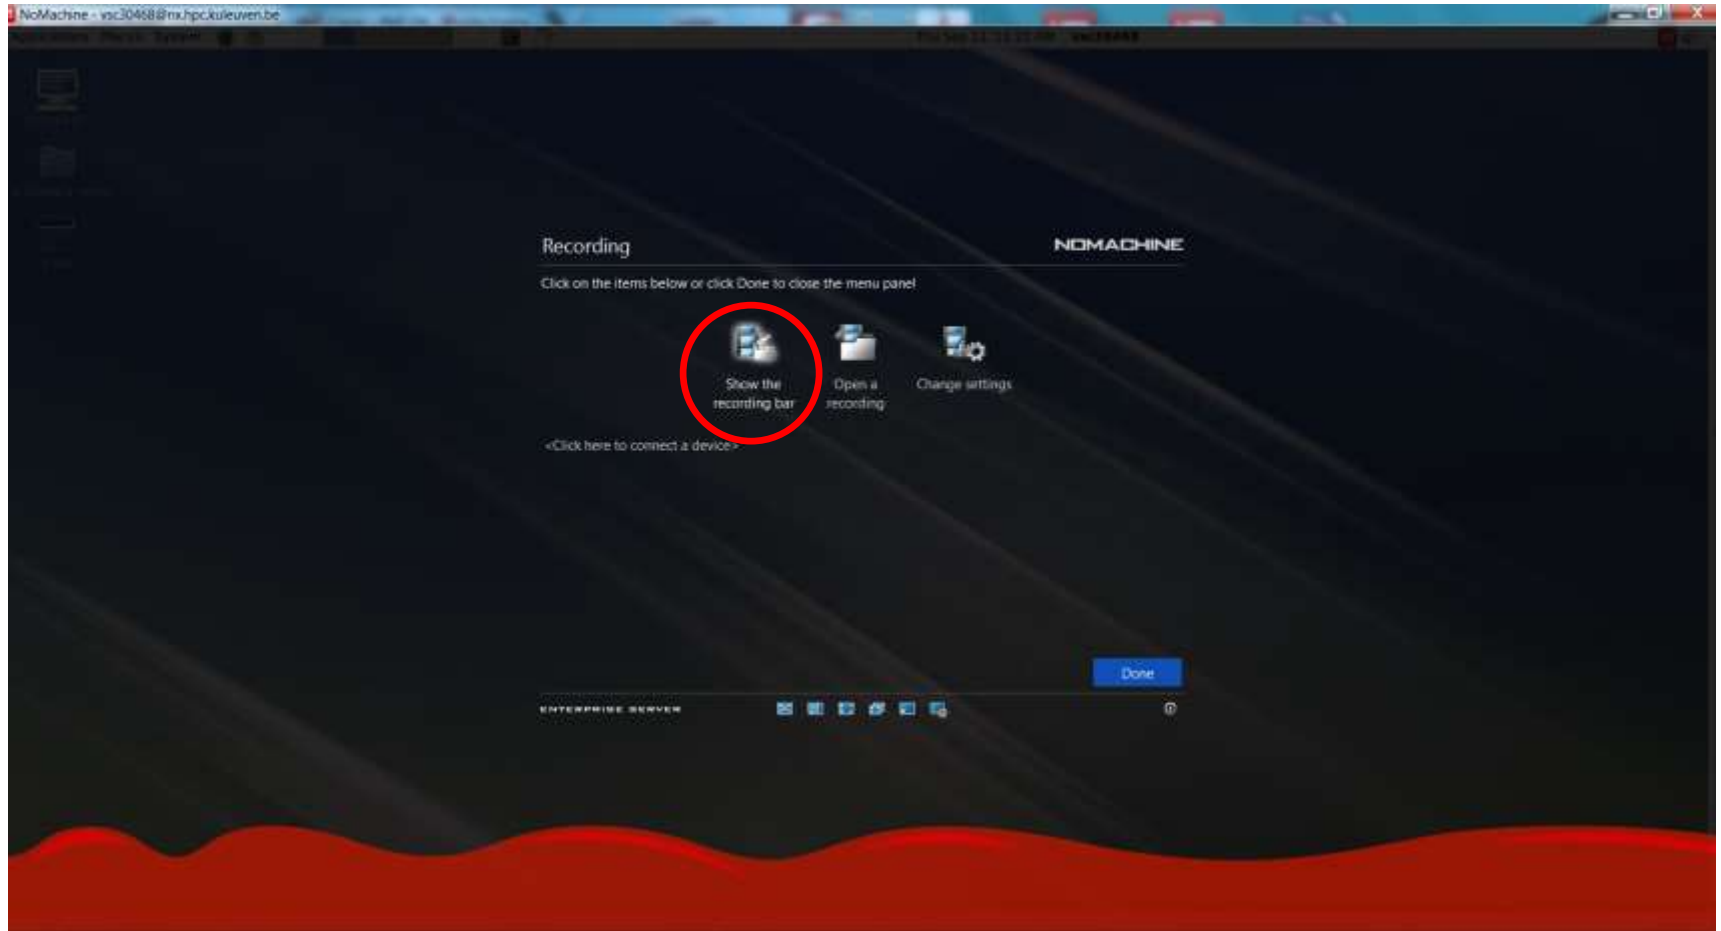 NoMachine - vsc30468@nx.hpc.kuleuven.be
Recording
NOMACHINE
Click on the items below or click Done to close the menu panel
Show the
recording bar
Open a
recording
Change settings
<Click here to connect a device>
Done
ENTERPRISE SERVER